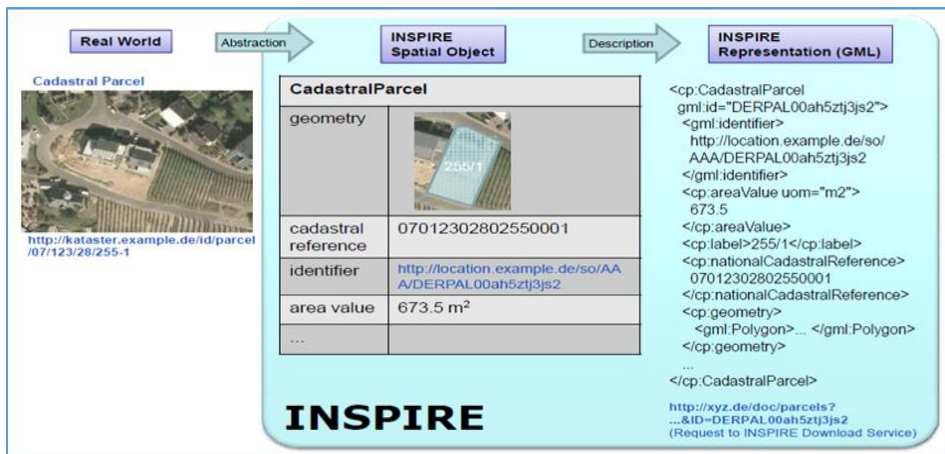 Real World
Abstraction
INSPIRE
Spatial Object
Description
INSPIRE
Representation (GML)
Cadastral Parcel
http://kataster.example.de/id/parcel
/07/123/28/255-1
CadastralParcel
geometry
255/1
cadastral
reference
07012302802550001
identifier
http://location.example.de/so/AA
A/DERPAL00ah5ztj3js2
area value
673.5 m²
...
INSPIRE
<cp:CadastralParcel
gml:id="DERPAL00ah5ztj3js2">
<gml:identifier>
http://location.example.de/so/
AAA/DERPAL00ah5ztj3js2
</gml:identifier>
<cp:areaValue uom="m2">
673.5
</cp:areaValue>
<cp:label>255/1</cp:label>
<cp:nationalCadastralReference>
07012302802550001
</cp:nationalCadastralReference>
<cp:geometry>
<gml:Polygon>... </gml:Polygon>
</cp:geometry>
...
</cp:CadastralParcel>
http://xyz.de/doc/parcels?
...&ID=DERPAL00ah5ztj3js2
(Request to INSPIRE Download Service)